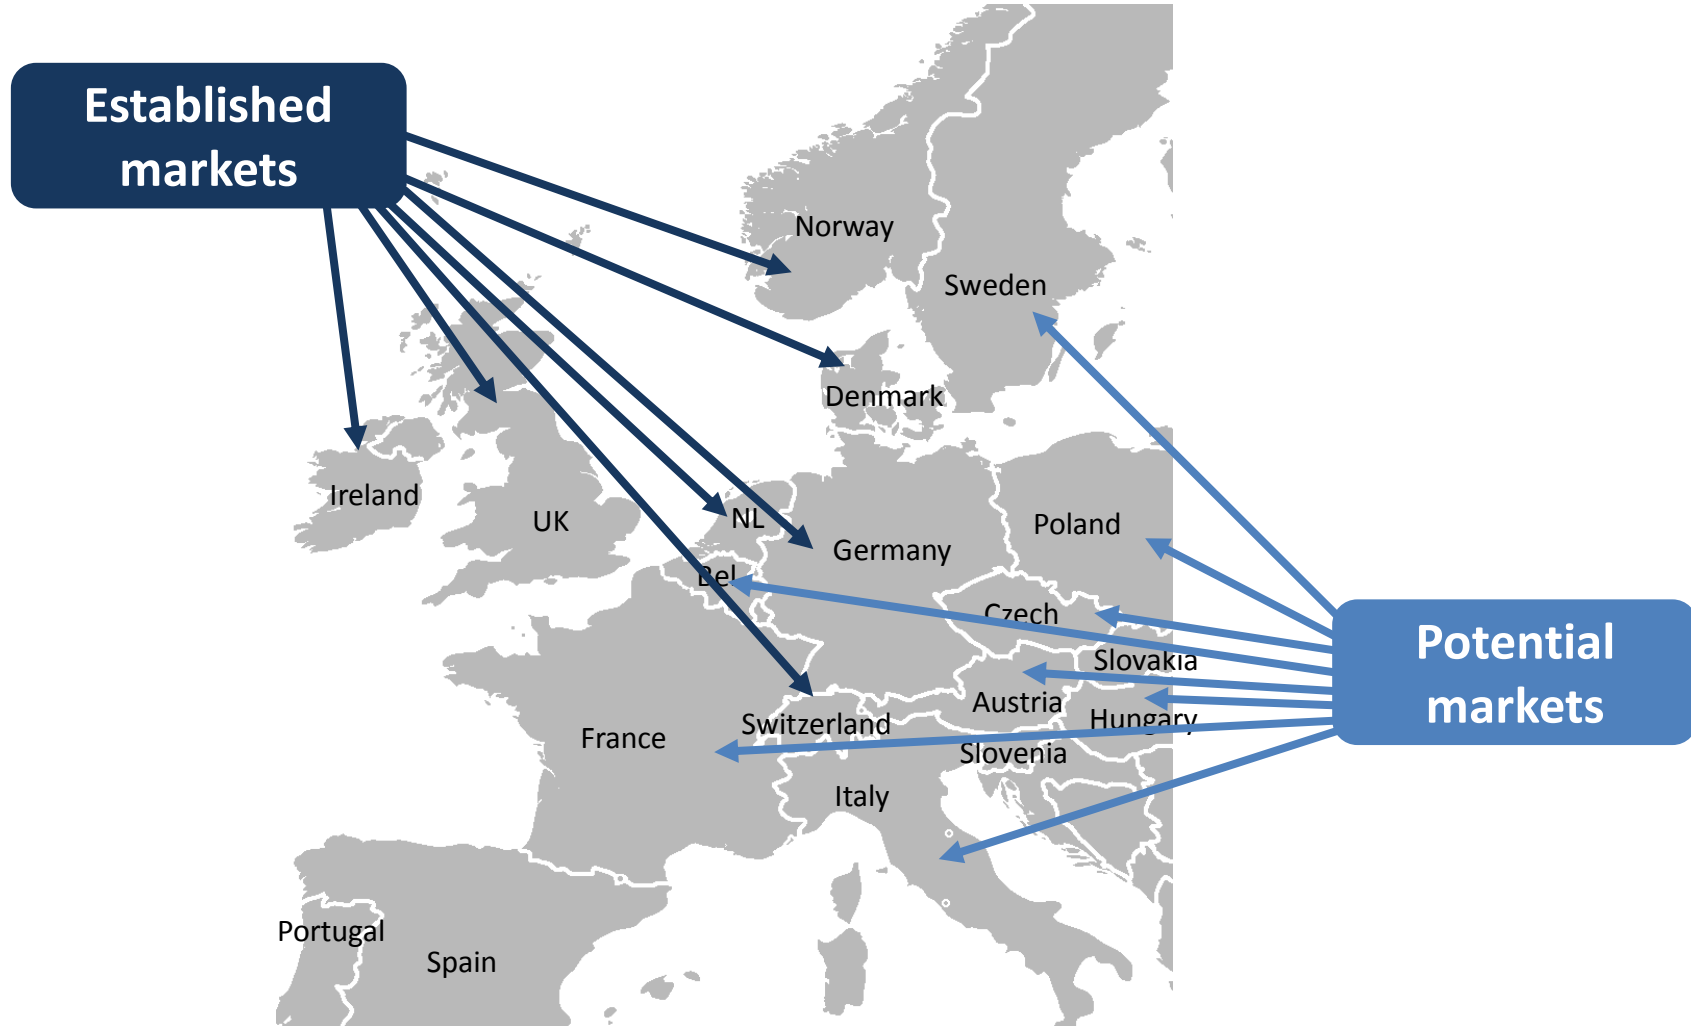 Established
markets
Norway
Sweden
Denmark
Ireland
UK
NL
Germany
Poland
Bel
Czech
Slovakia
Austria
Hungary
Switzerland
France
Slovenia
Italy
Portugal
Spain
Potential
markets